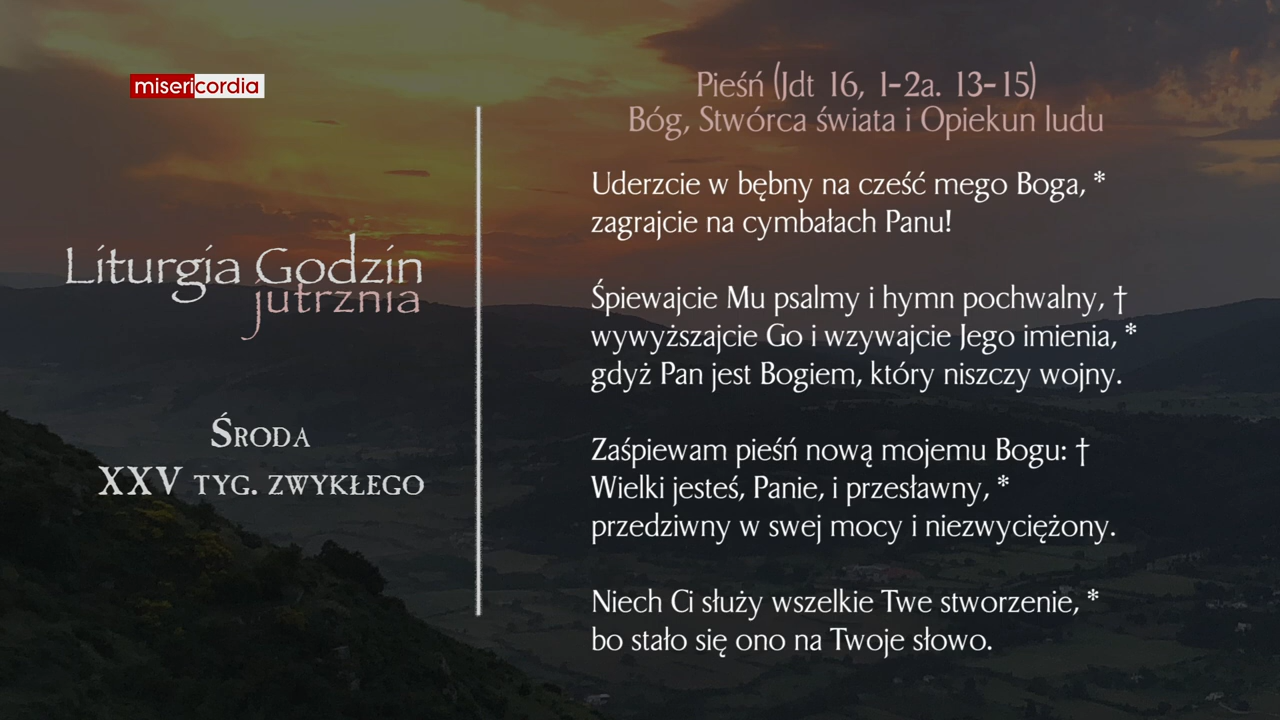 misericordia
Liturgia Godzin
jutrznia
Środa
XXV tyg. zwykłego
Pieśń (Jdt 16, 1-2a. 13-15)
Bóg, Stwórca świata i Opiekun ludu
Uderzcie w bębny na cześć mego Boga, *
zagrajcie na cymbałach Panu!
Śpiewajcie Mu psalmy i hymn pochwalny, †
wywyższajcie Go i wzywajcie Jego imienia, *
gdyż Pan jest Bogiem, który niszczy wojny.
Zaśpiewam pieśń nową mojemu Bogu: †
Wielki jesteś, Panie, i przesławny, *
przedziwny w swej mocy i niezwyciężony.
Niech Ci służy wszelkie Twe stworzenie, *
bo stało się ono na Twoje słowo.